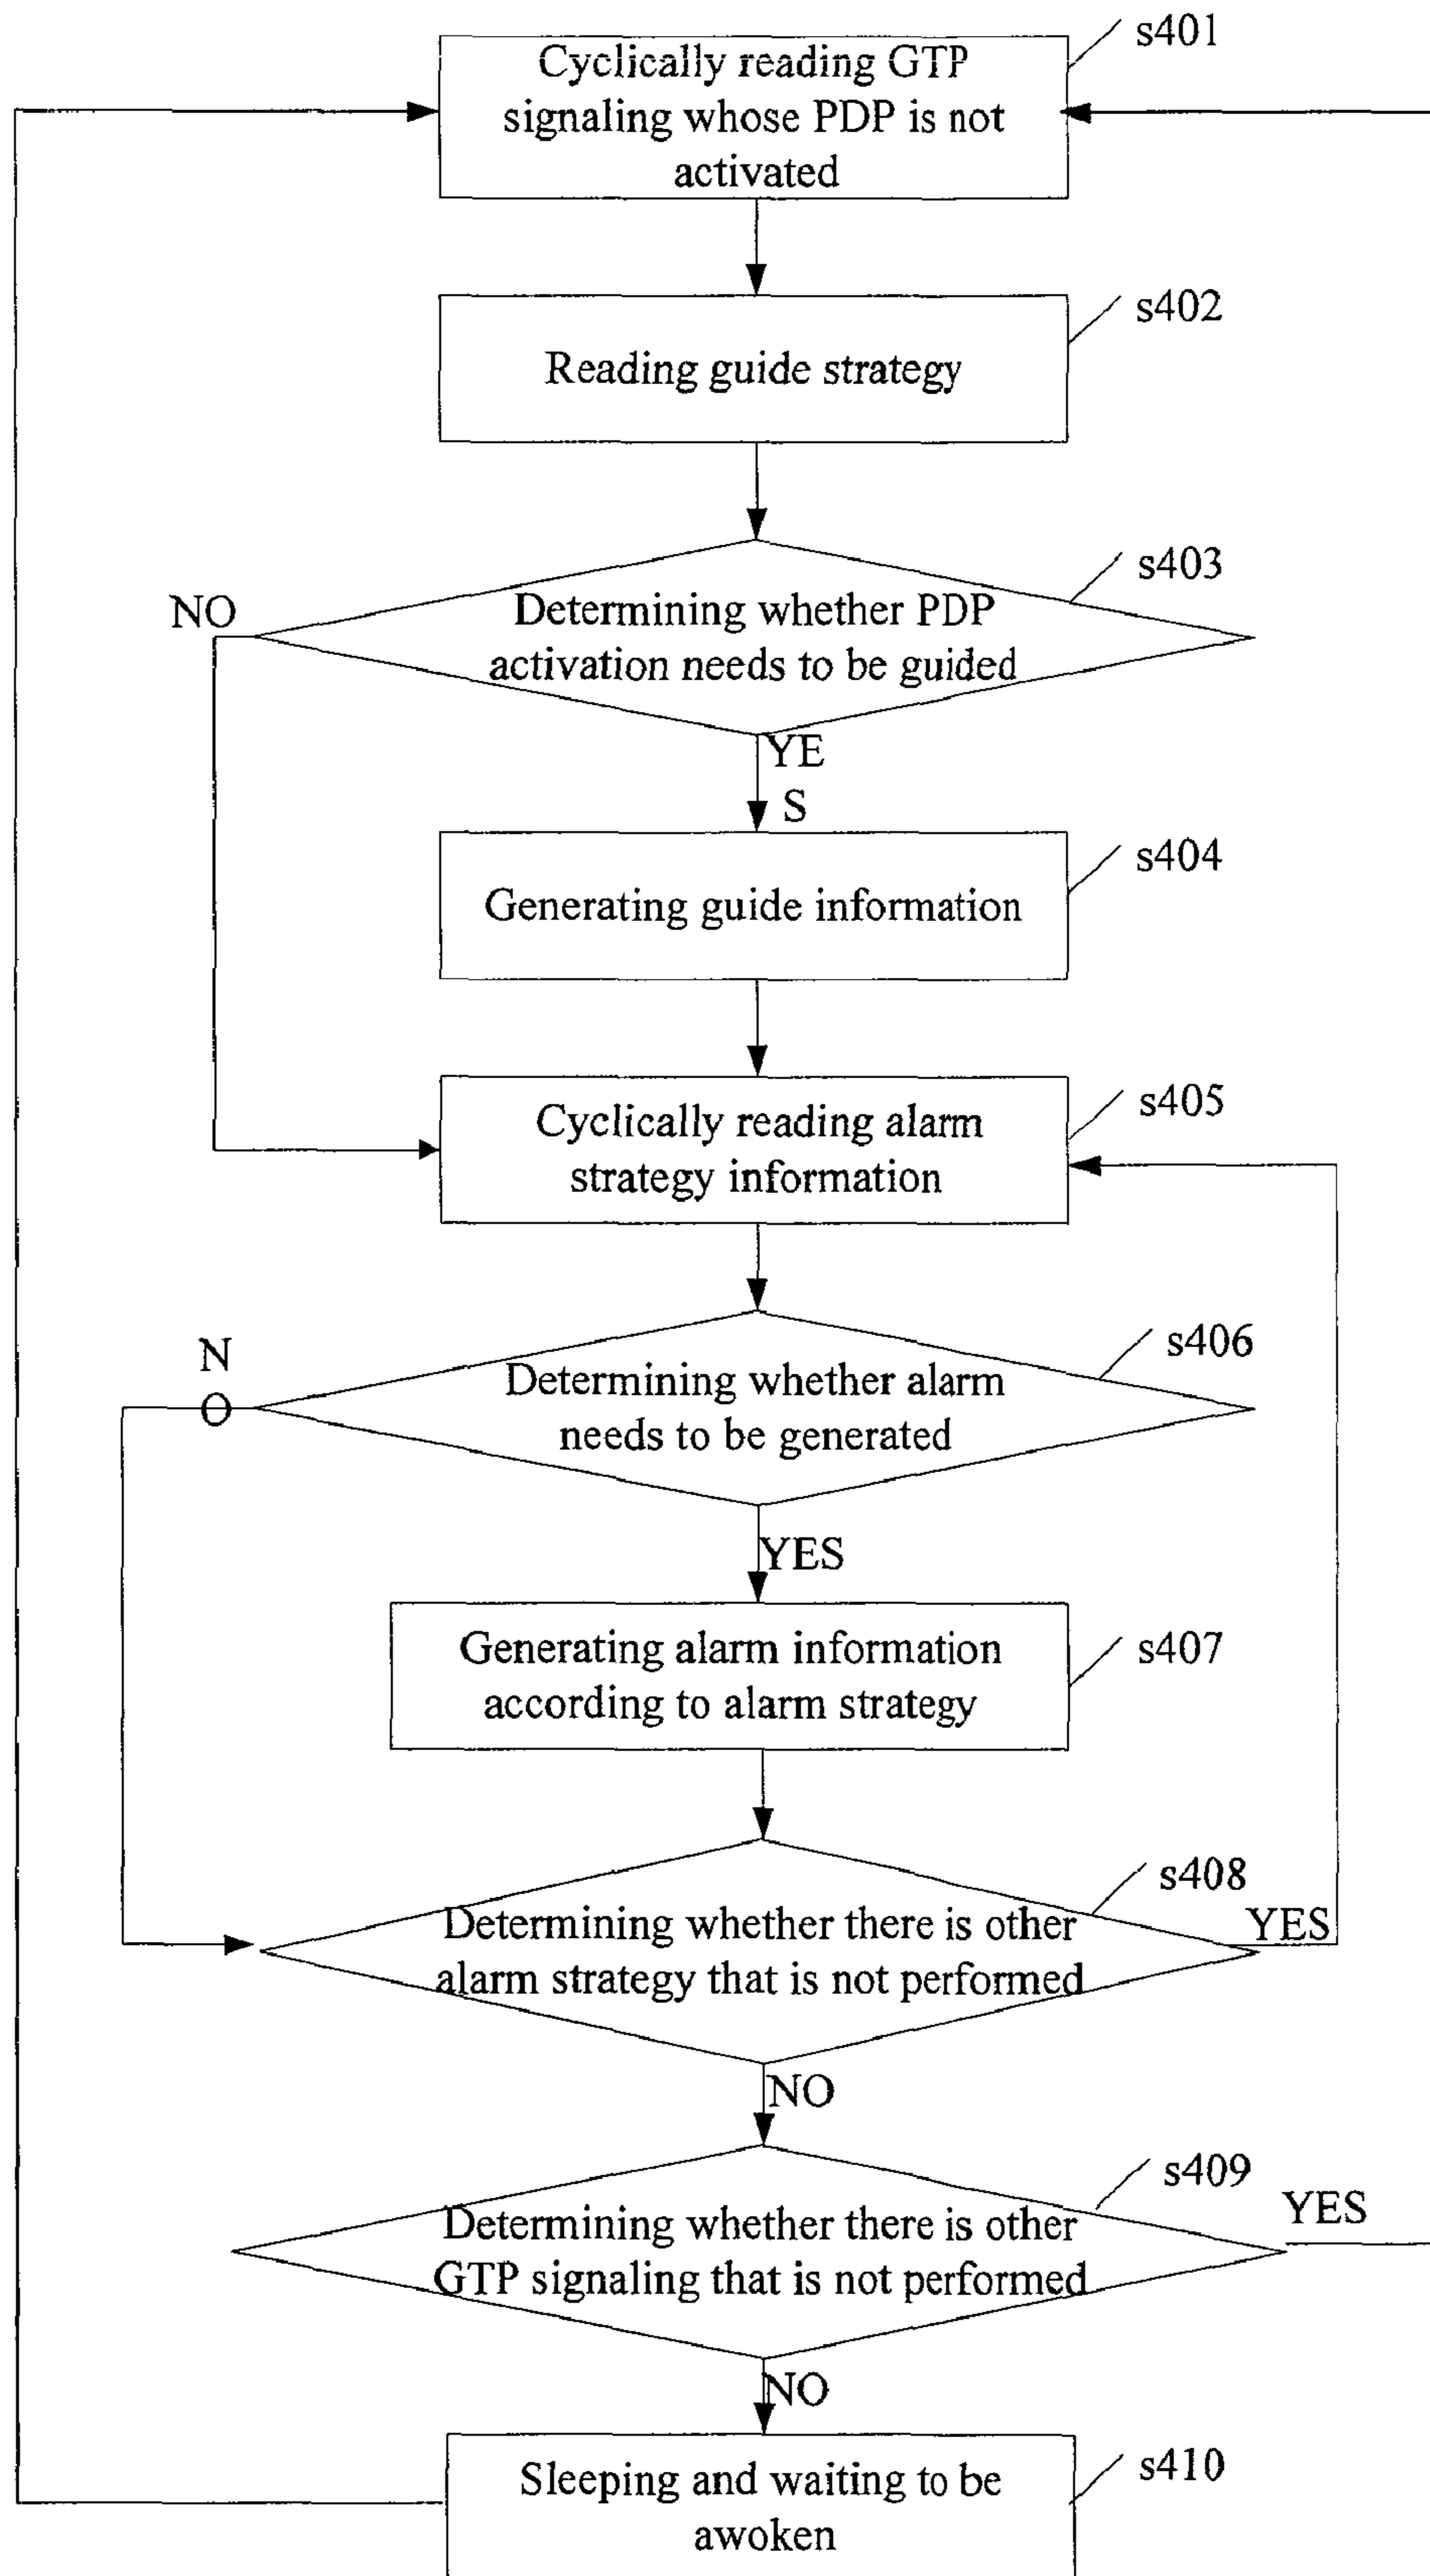 s401
Cyclically reading GTP
signaling whose PDP is not
activated
s402
Reading guide strategy
s403
NO
Determining whether PDP
activation needs to be guided
YE
S
s404
Generating guide information
s405
Cyclically reading alarm
strategy information
s406
N
O
Determining whether alarm
needs to be generated
YES
s407
Generating alarm information
according to alarm strategy
s408
Determining whether there is other
YES
alarm strategy that is not performed
NO
s409
YES
Determining whether there is other
GTP signaling that is not performed
NO
s410
Sleeping and waiting to be
awoken